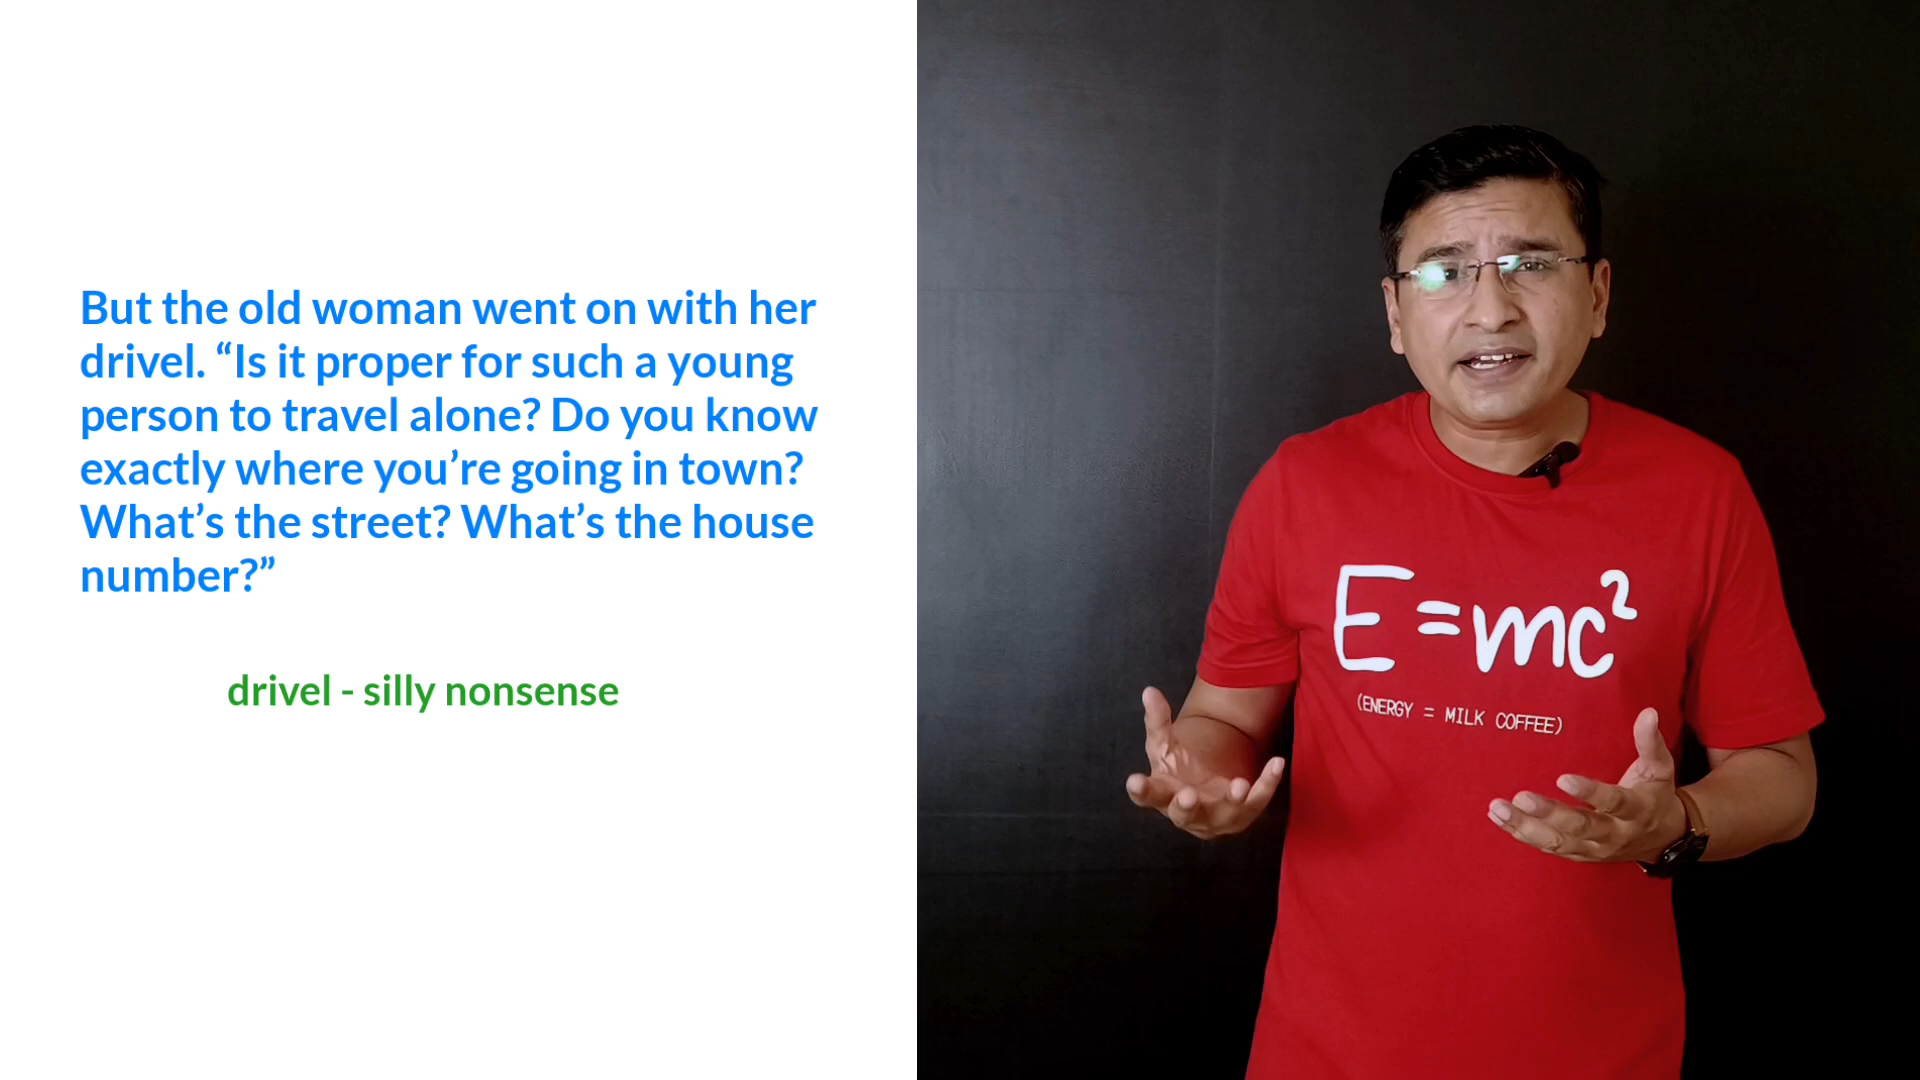 But the old woman went on with her
drivel. “Is it proper for such a young
person to travel alone? Do you know
exactly where you’re going in town?
What’s the street? What’s the house
number?”
drivel - silly nonsense
E=mc²
(ENERGY = MILK COFFEE)